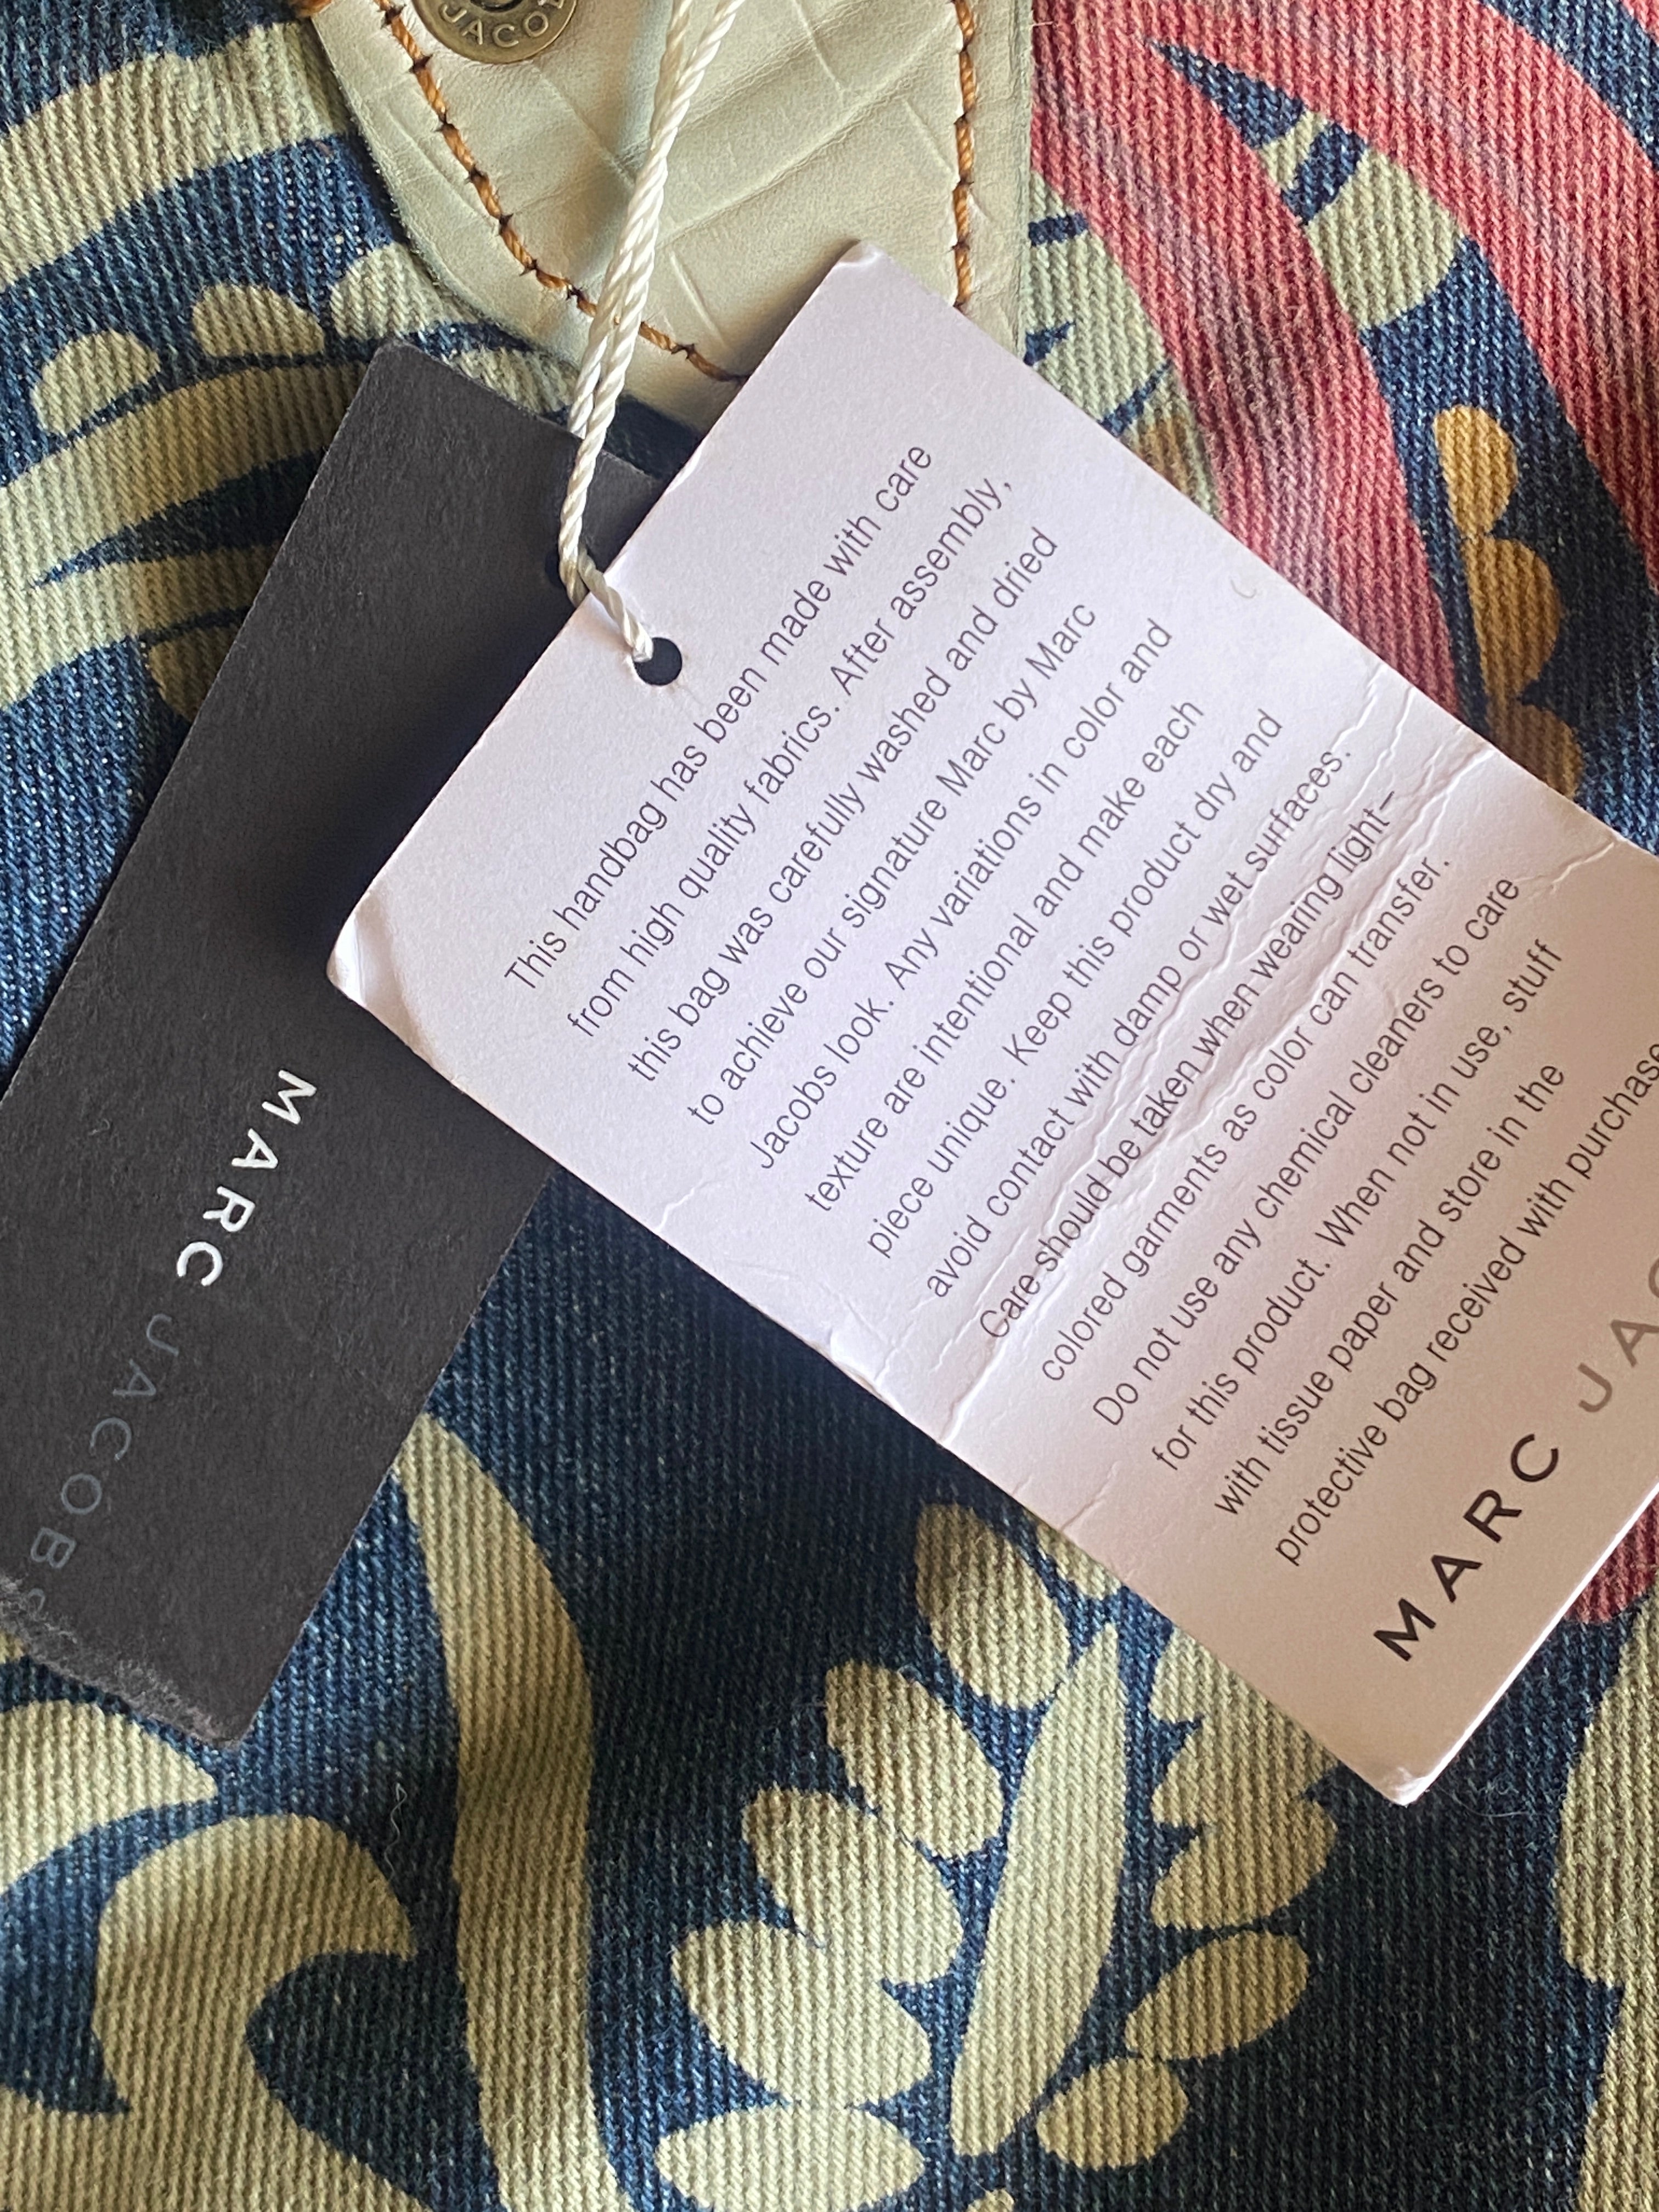 JACOB
This handbag has been made with care
from high quality fabrics. After assembly,
this bag was carefully washed and dried
to achieve our signature Marc by Marc
Jacobs look. Any variations in color and
texture are intentional and make each
piece unique. Keep this product dry and
avoid contact with damp or wet surfaces.
Care should be taken when wearing light-
colored garments as color can transfer.
Do not use any chemical cleaners to care
for this product. When not in use, stuff
with tissue paper and store in the
protective bag received with purchase
MARC JAC
MARC JACOBS